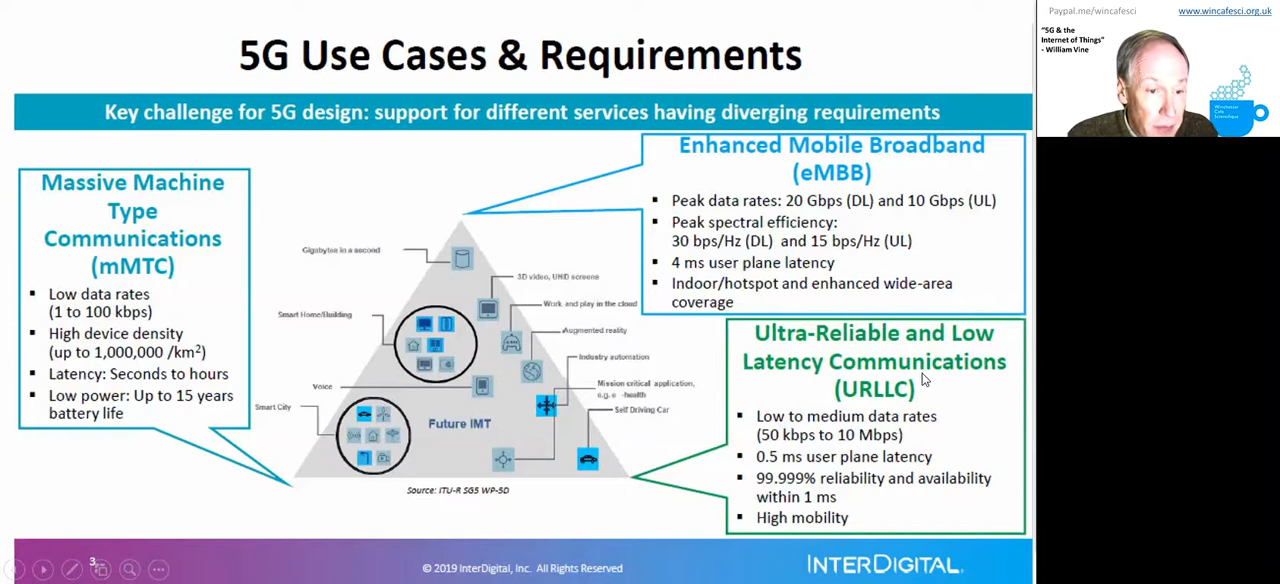 5G Use Cases & Requirements
Key challenge for 5G design: support for different services having diverging requirements
Massive Machine
Type
Communications
(mMTC)
Low data rates
(1 to 100 kbps)
High device density
(up to 1,000,000 /km²)
Latency: Seconds to hours
Low power: Up to 15 years
battery life
Enhanced Mobile Broadband
(eMBB)
Peak data rates: 20 Gbps (DL) and 10 Gbps (UL)
Peak spectral efficiency:
30 bps/Hz (DL) and 15 bps/Hz (UL)
4 ms user plane latency
Indoor/hotspot and enhanced wide-area
coverage
Ultra-Reliable and Low
Latency Communications
(URLLC)
Low to medium data rates
(50 kbps to 10 Mbps)
0.5 ms user plane latency
99.999% reliability and availability
within 1 ms
High mobility
Gigabytes in a second
3D video, UHD screens
Work and play in the cloud
Smart Home/Building
Augmented reality
Industry automation
Voice
Mission critical application,
e.g. e-health
Smart City
Self Driving Car
Future IMT
Source: ITU-R SG5 WP-5D
3
© 2019 InterDigital, Inc. All Rights Reserved
INTERDIGITAL.
Paypal.me/wincafesci
www.wincafesci.org.uk
"5G & the
Internet of Things"
- William Vine
Winchester
Café
Scientifique